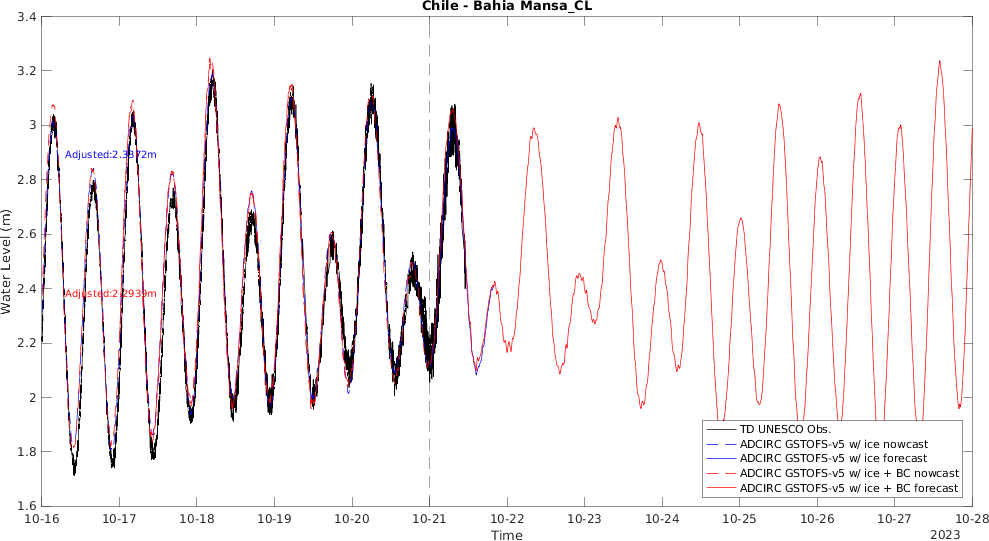 Chile - Bahia Mansa_CL
3.4
3.2
3
2.8
2.6
2.4
2.2
2
1.8
1.6
Water Level (m)
Adjusted:2.3372m
Adjusted:2.2939m
TD UNESCO Obs.
ADCIRC GSTOFS-v5 w/ ice nowcast
ADCIRC GSTOFS-v5 w/ ice forecast
ADCIRC GSTOFS-v5 w/ ice + BC nowcast
ADCIRC GSTOFS-v5 w/ ice + BC forecast
10-16 10-17 10-18 10-19 10-20 10-21 10-22 10-23 10-24 10-25 10-26 10-27 10-28
Time
2023